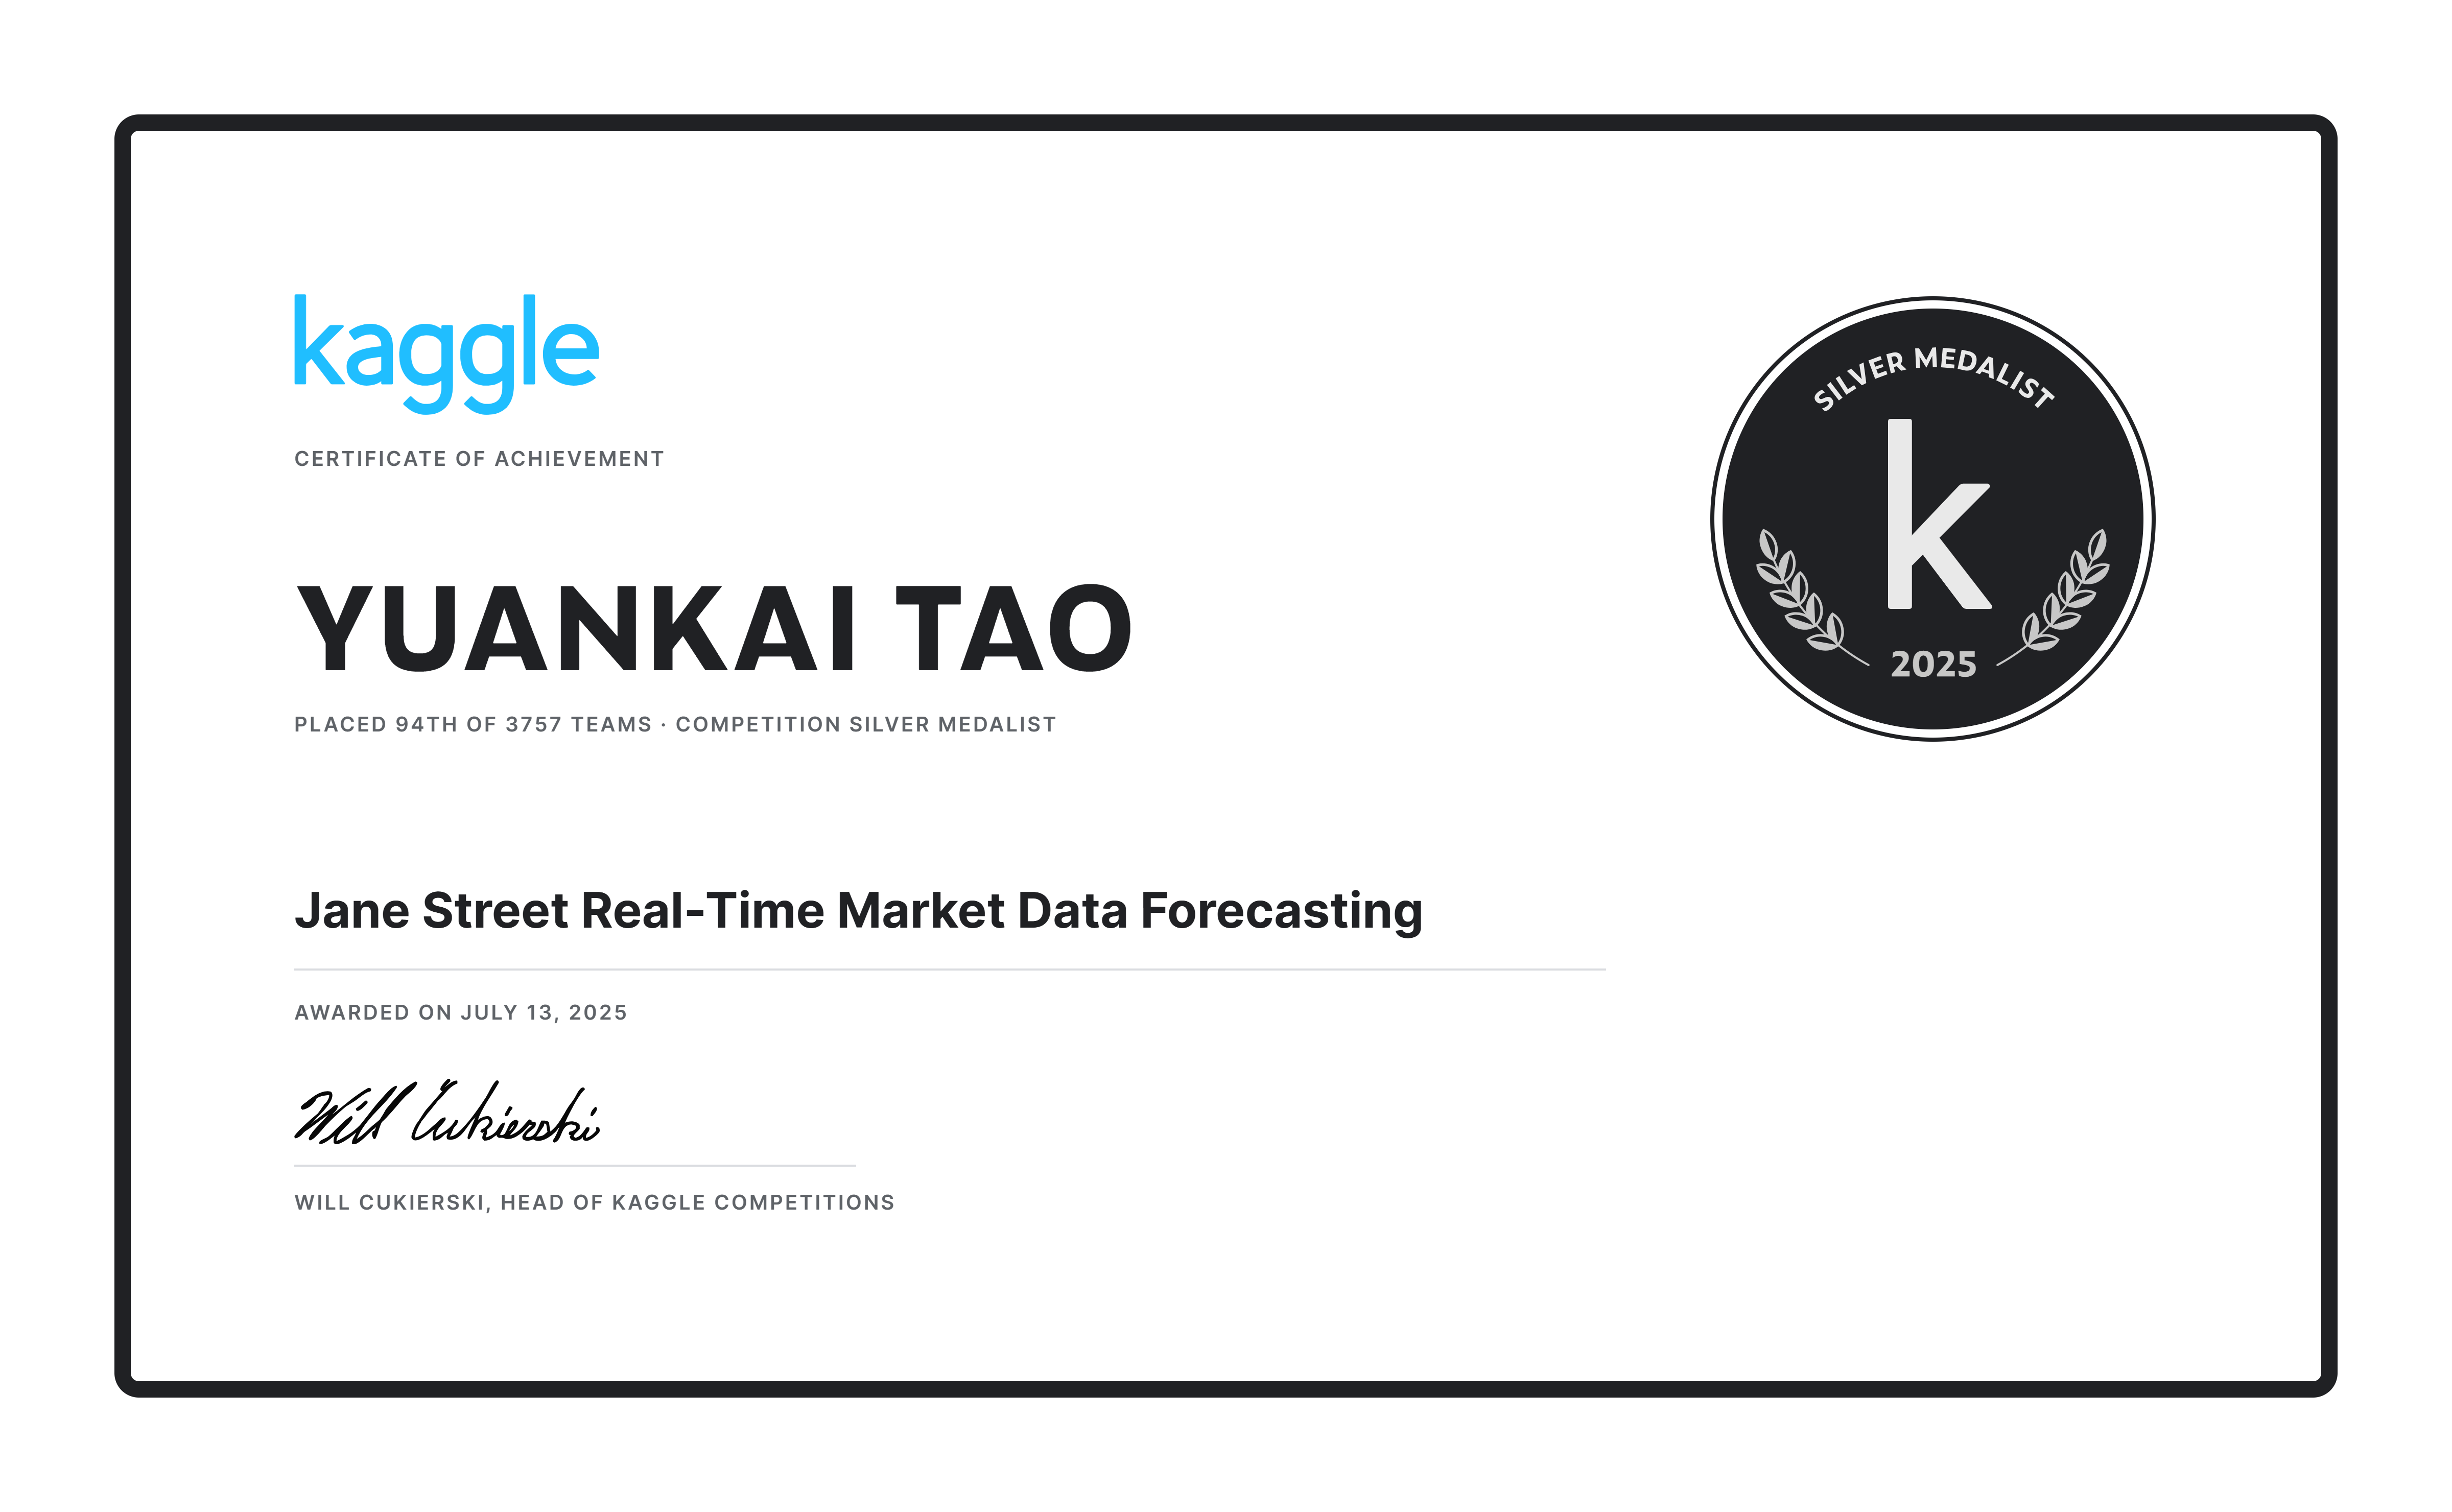 kaggle
CERTIFICATE OF ACHIEVEMENT
SILVER MEDALIST
k
2025
YUANKAI TAO
PLACED 94TH OF 3757 TEAMS · COMPETITION SILVER MEDALIST
Jane Street Real-Time Market Data Forecasting
AWARDED ON JULY 13, 2025
Will Cukierski
WILL CUKIERSKI, HEAD OF KAGGLE COMPETITIONS